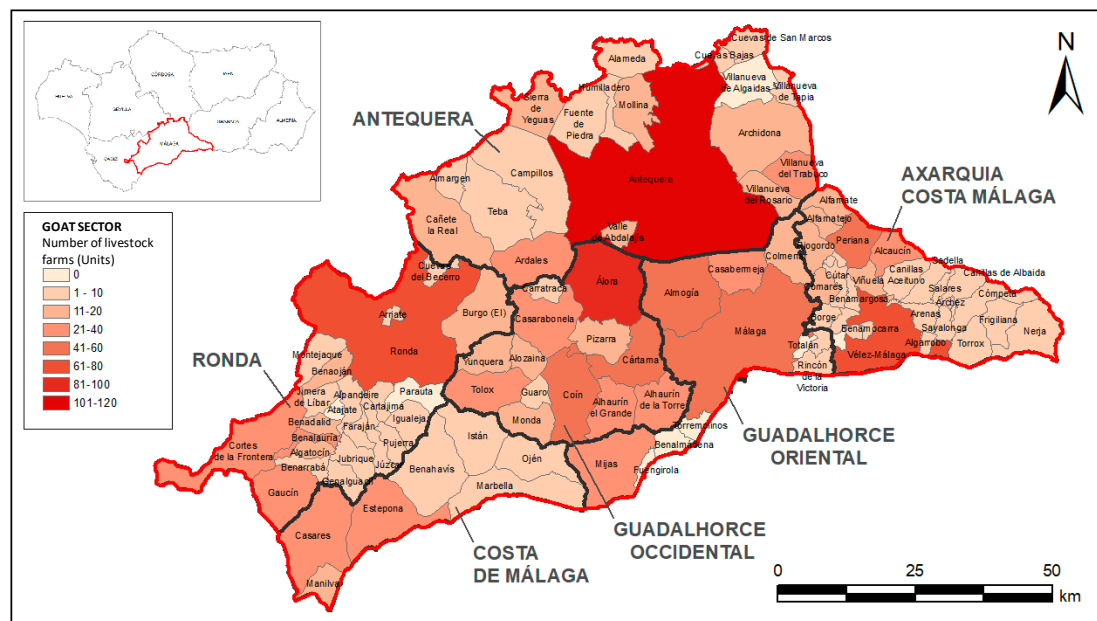 CÓRDOBA
JAEN
HUELVA
SEVILLA
GRANADA
ALMERIA
MÁLAGA
CADIZ
N
GOAT SECTOR
Number of livestock
farms (Units)
0
1 - 10
11-20
21-40
41-60
61-80
81-100
101-120
ANTEQUERA
AXARQUIA
COSTA MÁLAGA
RONDA
GUADALHORCE
ORIENTAL
GUADALHORCE
OCCIDENTAL
COSTA
DE MÁLAGA
Cuevas de San Marcos
Cuevas Bajas
Alameda
Villanueva
de Algaidas
Villanueva
de Tapia
Humilladero
Sierra
de
Yeguas
Mollina
Fuente
de
Piedra
Archidona
Antequera
Villanueva
del Trabuco
Almargen
Campillos
Villanueva
del Rosario
Alfarnate
Teba
Alfarnatejo
Cañete
la Real
Valle
de Abdalajís
Periana
Riogordo
Alcaucín
Colmenar
Ardales
Sedella
Cuevas
del Becerro
Casabermeja
Canillas de Albaida
Cútar
Canillas
Aceituno
Viñuela
Carratraca
Álora
Salares
Comares
Almogía
Cómpeta
Benamargosa
Árchez
Arriate
Burgo (El)
Casarabonela
Borge
Arenas
Frigiliana
Málaga
Benamocarra
Sayalonga
Nerja
Pizarra
Algarrobo
Torrox
Ronda
Totalán
Montejaque
Vélez-Málaga
Yunquera
Alozaina
Cártama
Benaoján
Rincón
de la
Victoria
Tolox
Jimera
de Líbar
Alpandeire
Parauta
Guaro
Coín
Alhaurín
el Grande
Alhaurín
de la Torre
Atajate
Cartajima
Benadalid
Igualeja
Monda
Torremolinos
Faraján
Benalauría
Istán
Benalmádena
Cortes
de la Frontera
Algatocín
Pujerra
Ojén
Jubrique
Júzcar
Mijas
Benarrabá
Benahavís
Fuengirola
Genalguacil
Marbella
Gaucín
Estepona
Casares
Manilva
0
25
50
km